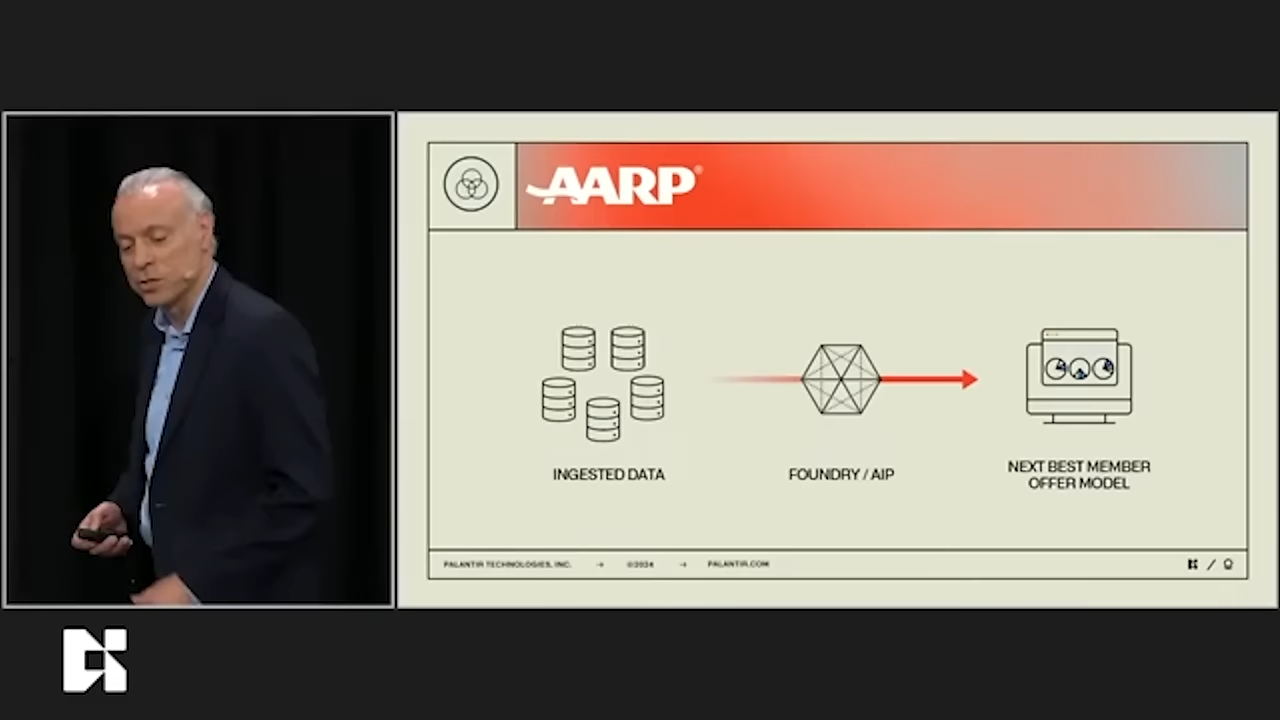 AARP®
INGESTED DATA
FOUNDRY / AIP
NEXT BEST MEMBER
OFFER MODEL
PALANTIR TECHNOLOGIES, INC. → ©2024 → PALANTIR.COM